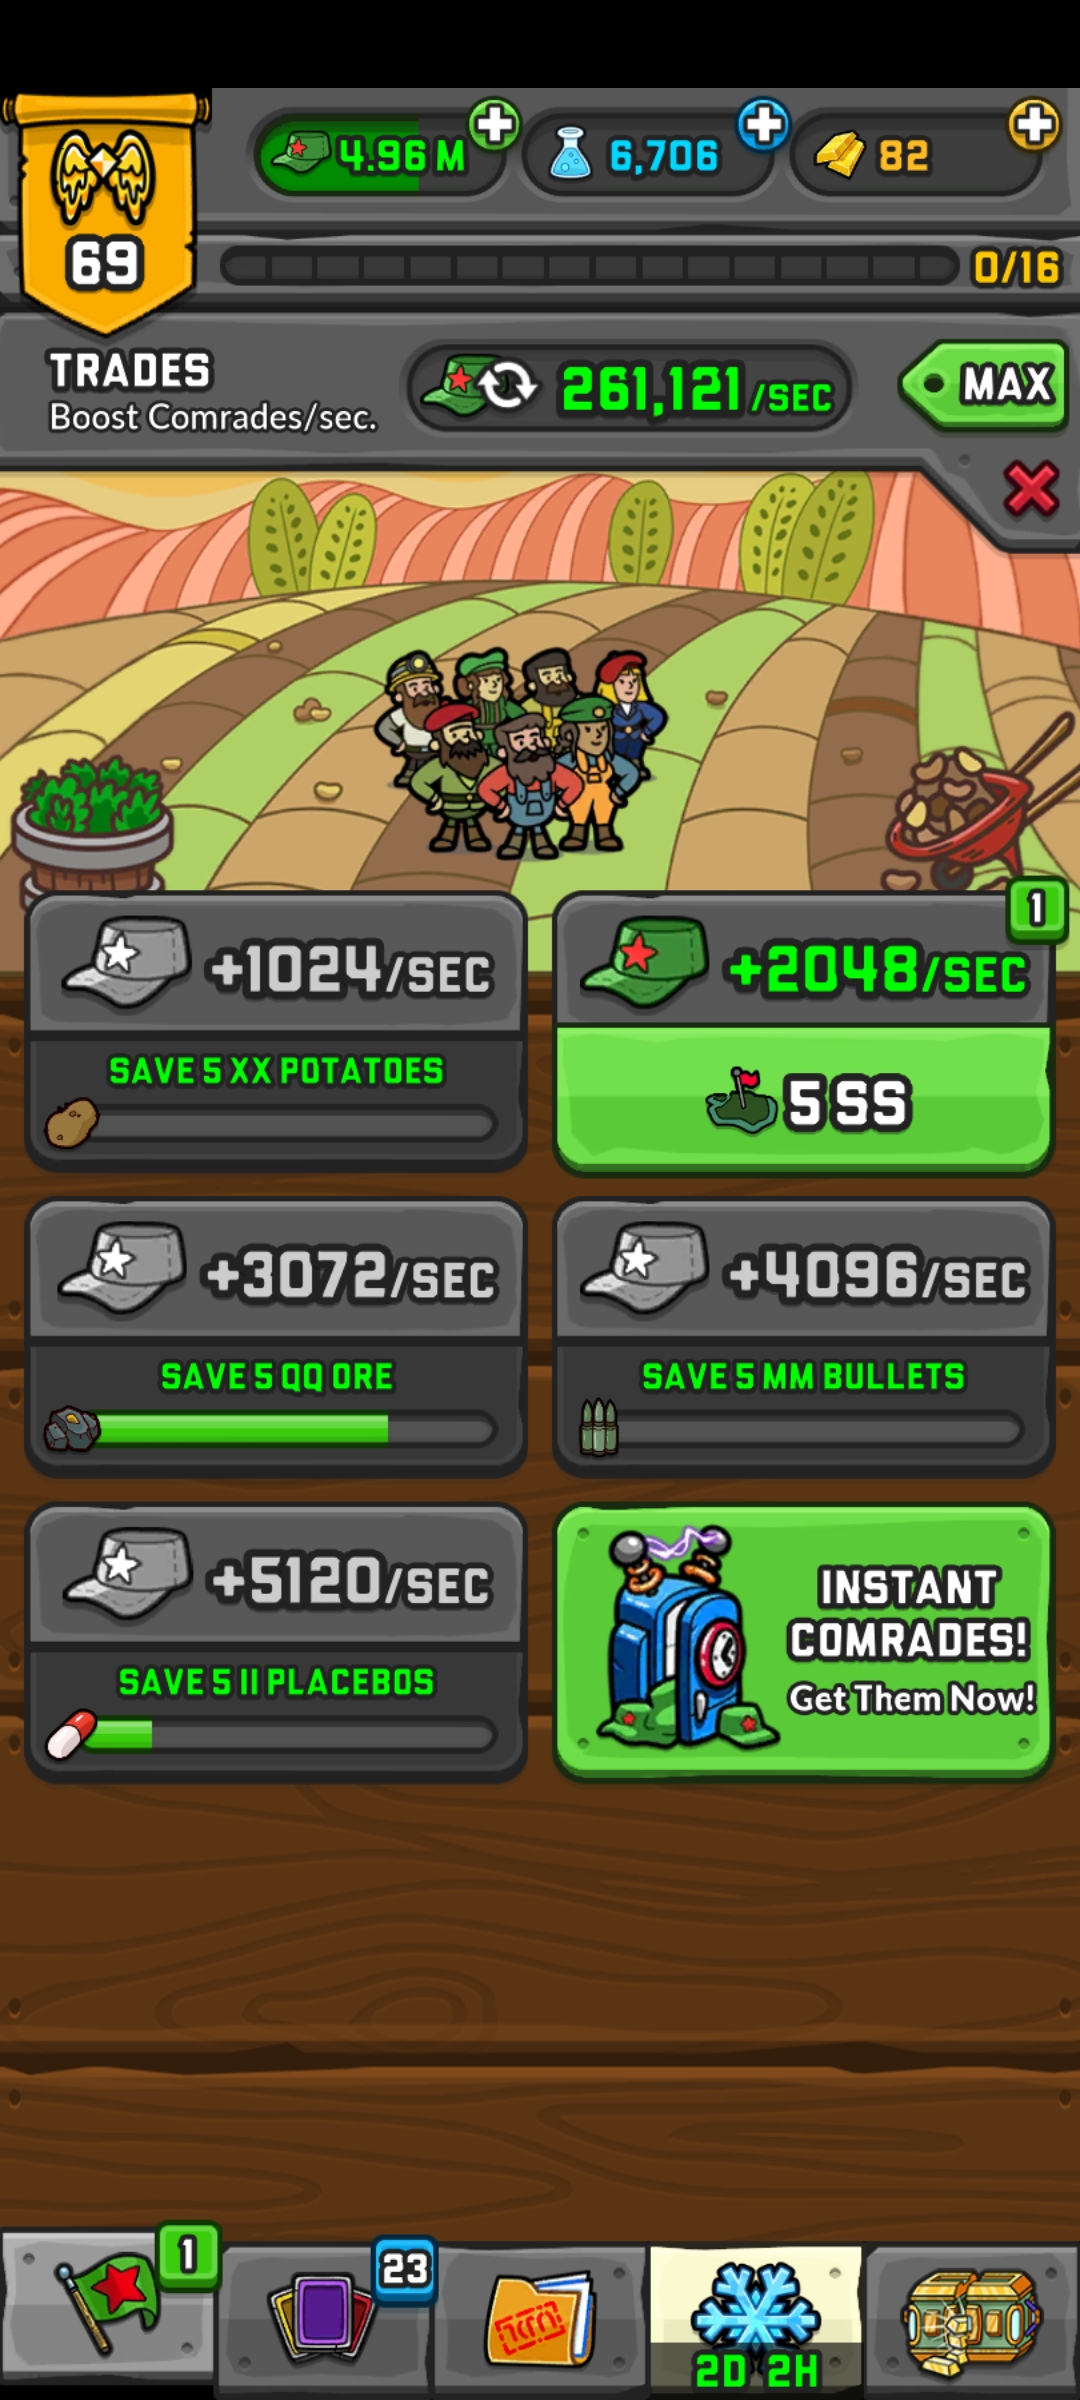 4.96 M
6,706
82
69
0/16
TRADES
Boost Comrades/sec.
261,121/SEC
MAX
+1024/SEC
SAVE 5 XX POTATOES
1
+2048/SEC
5 SS
+3072/SEC
SAVE 5 QQ ORE
+4096/SEC
SAVE 5 MM BULLETS
+5120/SEC
SAVE 5 II PLACEBOS
INSTANT
COMRADES!
Get Them Now!
1
23
2D 2H